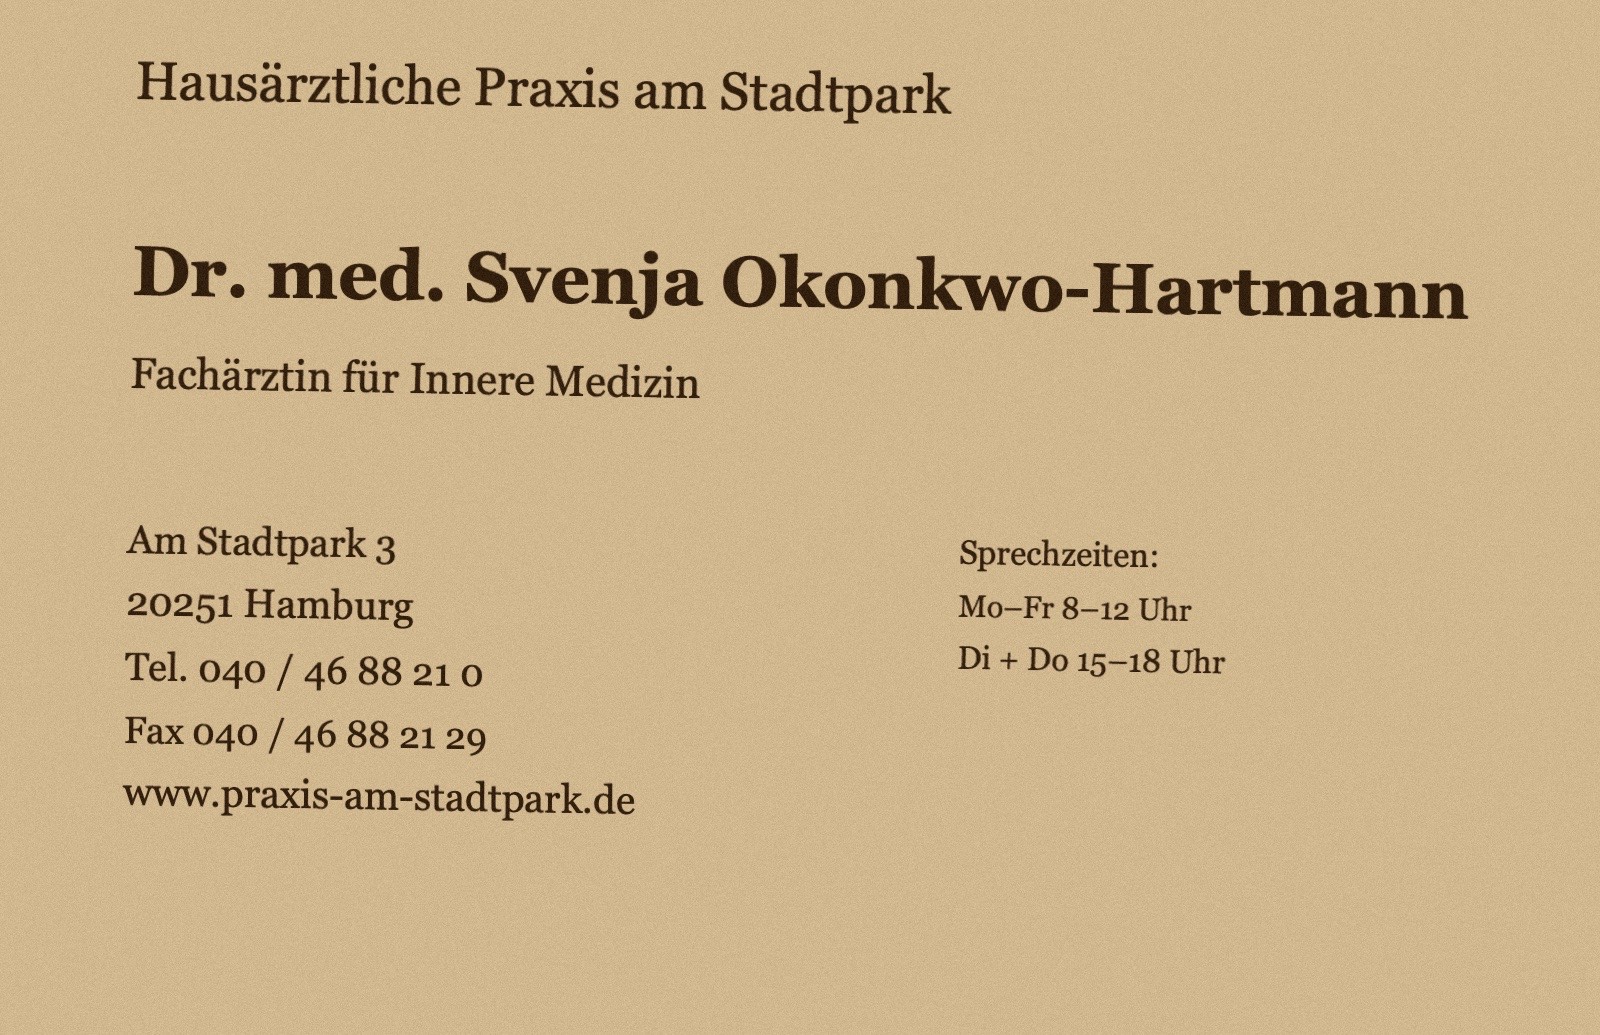 Hausärztliche Praxis am Stadtpark
Dr. med. Svenja Okonkwo-Hartmann
Fachärztin für Innere Medizin
Am Stadtpark 3
20251 Hamburg
Tel. 040 / 46 88 21 0
Fax 040 / 46 88 21 29
www.praxis-am-stadtpark.de
Sprechzeiten:
Mo–Fr 8–12 Uhr
Di + Do 15–18 Uhr